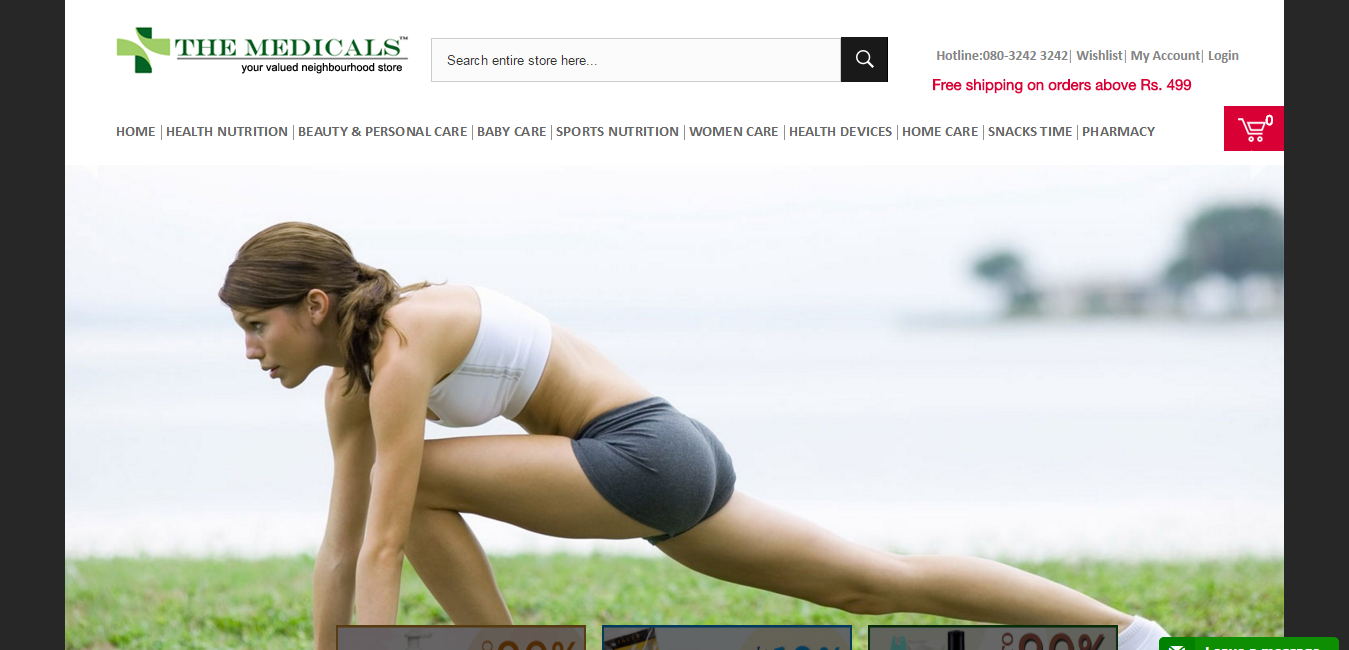 THE MEDICALS™
your valued neighbourhood store
Search entire store here...
Hotline:080-3242 3242| Wishlist| My Account| Login
Free shipping on orders above Rs. 499
0
HOME | HEALTH NUTRITION | BEAUTY & PERSONAL CARE | BABY CARE | SPORTS NUTRITION | WOMEN CARE | HEALTH DEVICES | HOME CARE | SNACKS TIME | PHARMACY